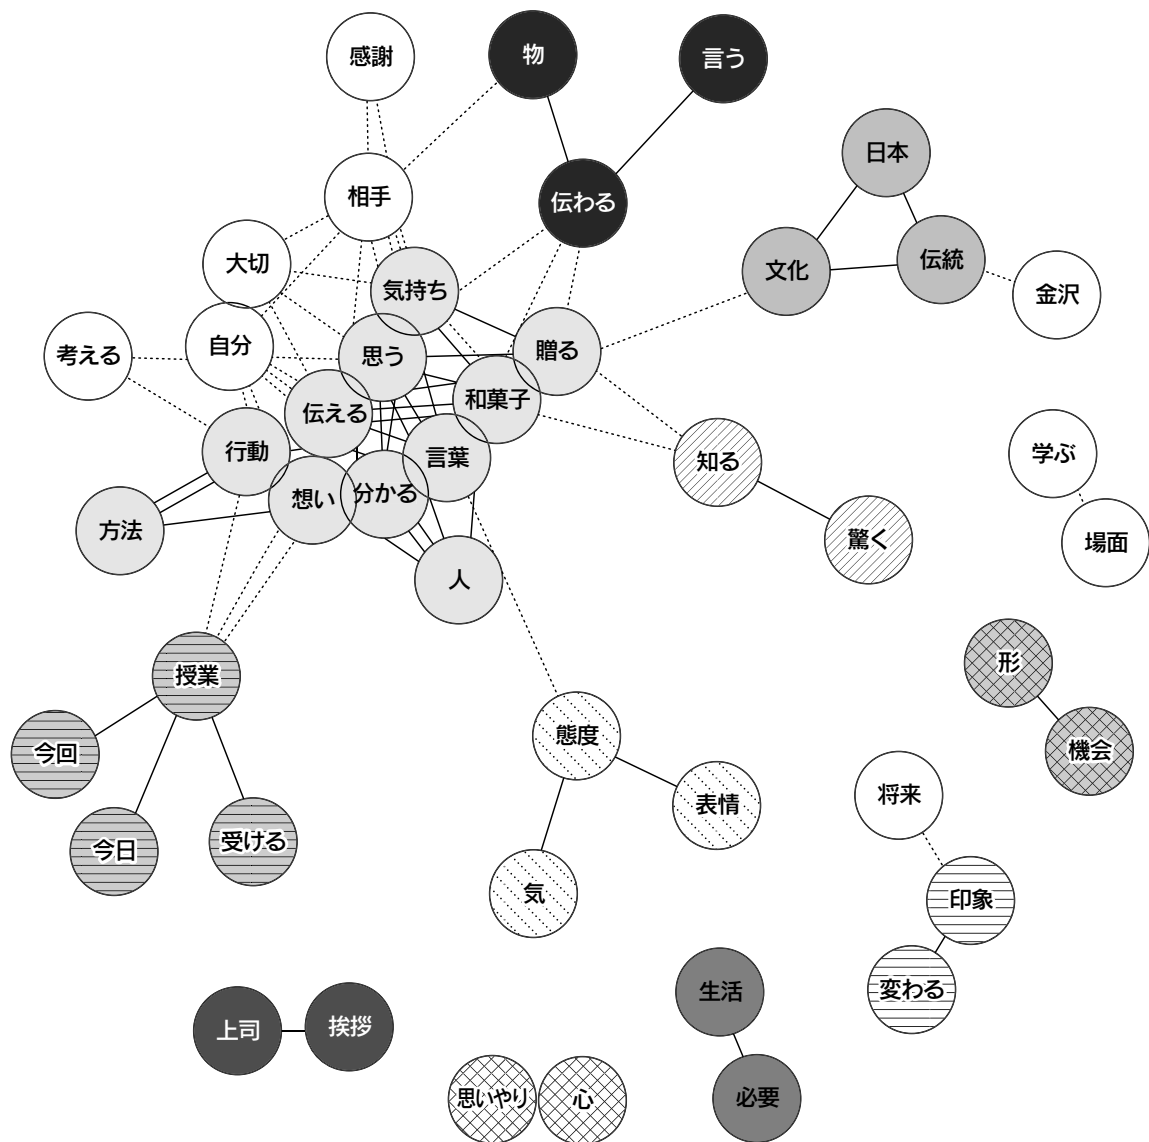 感謝
物
言う
日本
相手
伝わる
大切
気持ち
文化
伝統
金沢
考える
自分
思う
贈る
伝える
和菓子
行動
言葉
知る
学ぶ
想い
分かる
方法
驚く
場面
人
授業
形
今回
態度
機会
表情
将来
今日
受ける
気
印象
変わる
生活
上司
挨拶
思いやり
心
必要